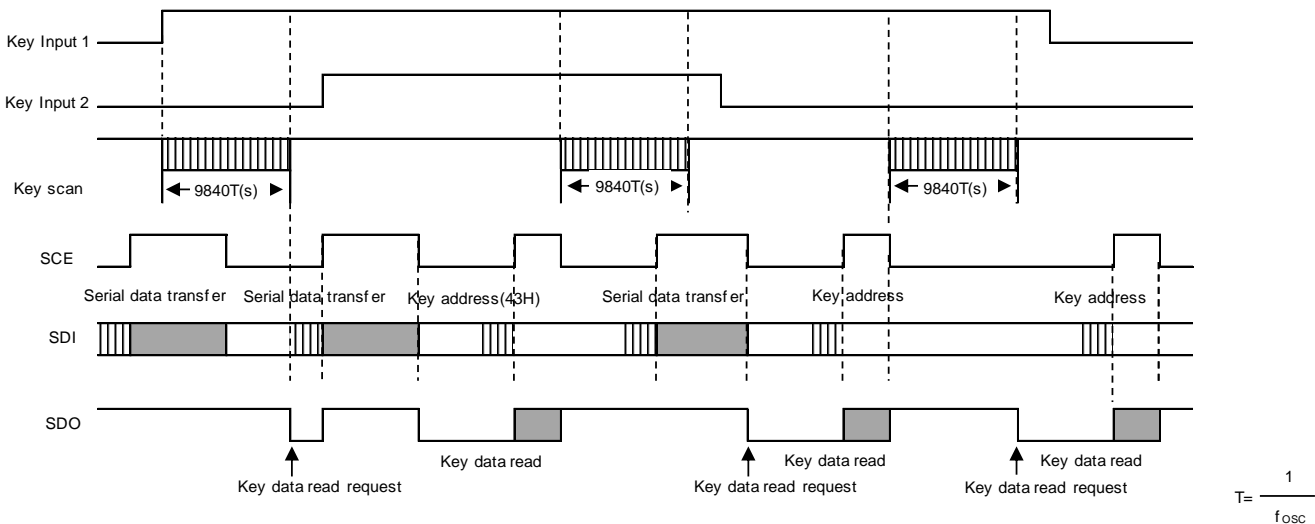 Key Input 1
Key Input 2
Key scan
9840T(s)
9840T(s)
9840T(s)
SCE
Serial data transfer
Serial data transfer
Key address(43H)
Serial data transfer
Key address
Key address
SDI
SDO
Key data read
Key data read
Key data read
Key data read request
Key data read request
Key data read request
T= 1
fosc